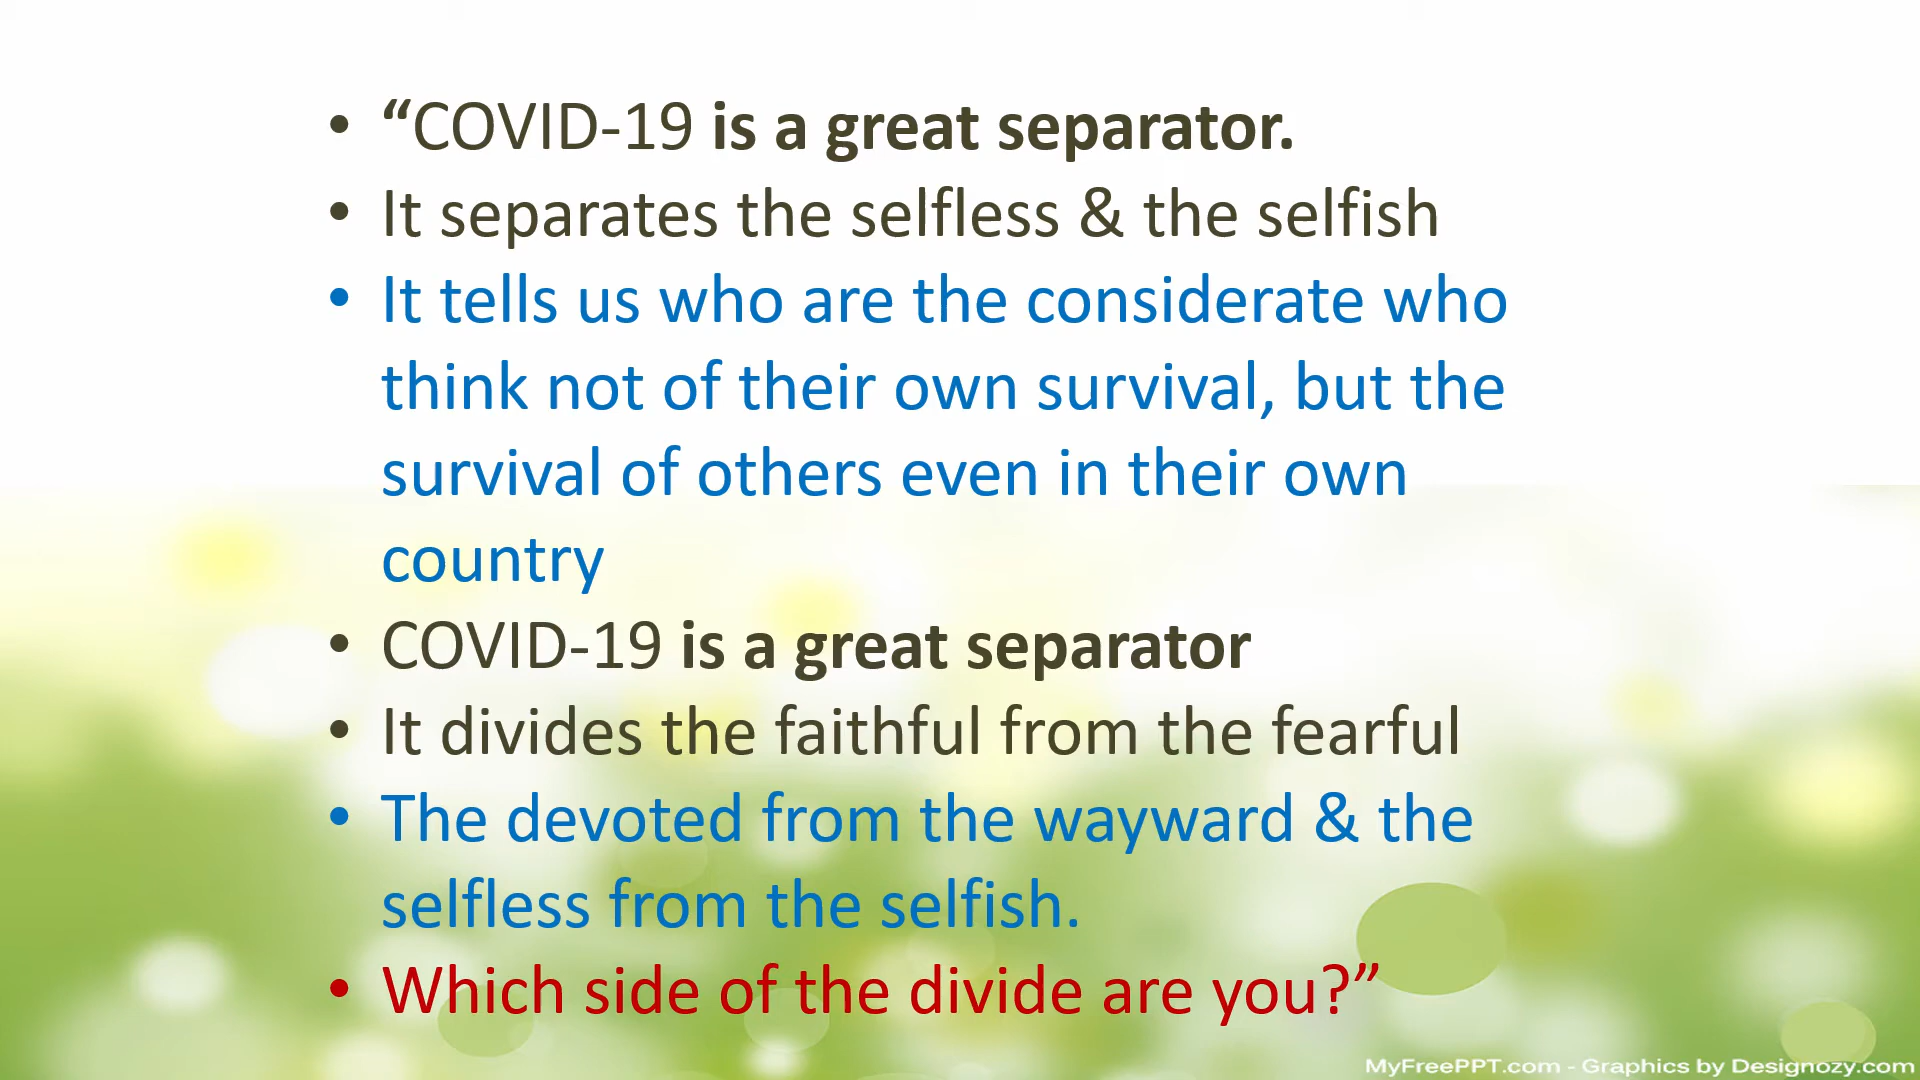 • “COVID-19 is a great separator.
• It separates the selfless & the selfish
• It tells us who are the considerate who
think not of their own survival, but the
survival of others even in their own
country
• COVID-19 is a great separator
• It divides the faithful from the fearful
• The devoted from the wayward & the
selfless from the selfish.
• Which side of the divide are you?”
MyFreePPT.com - Graphics by Designozy.com